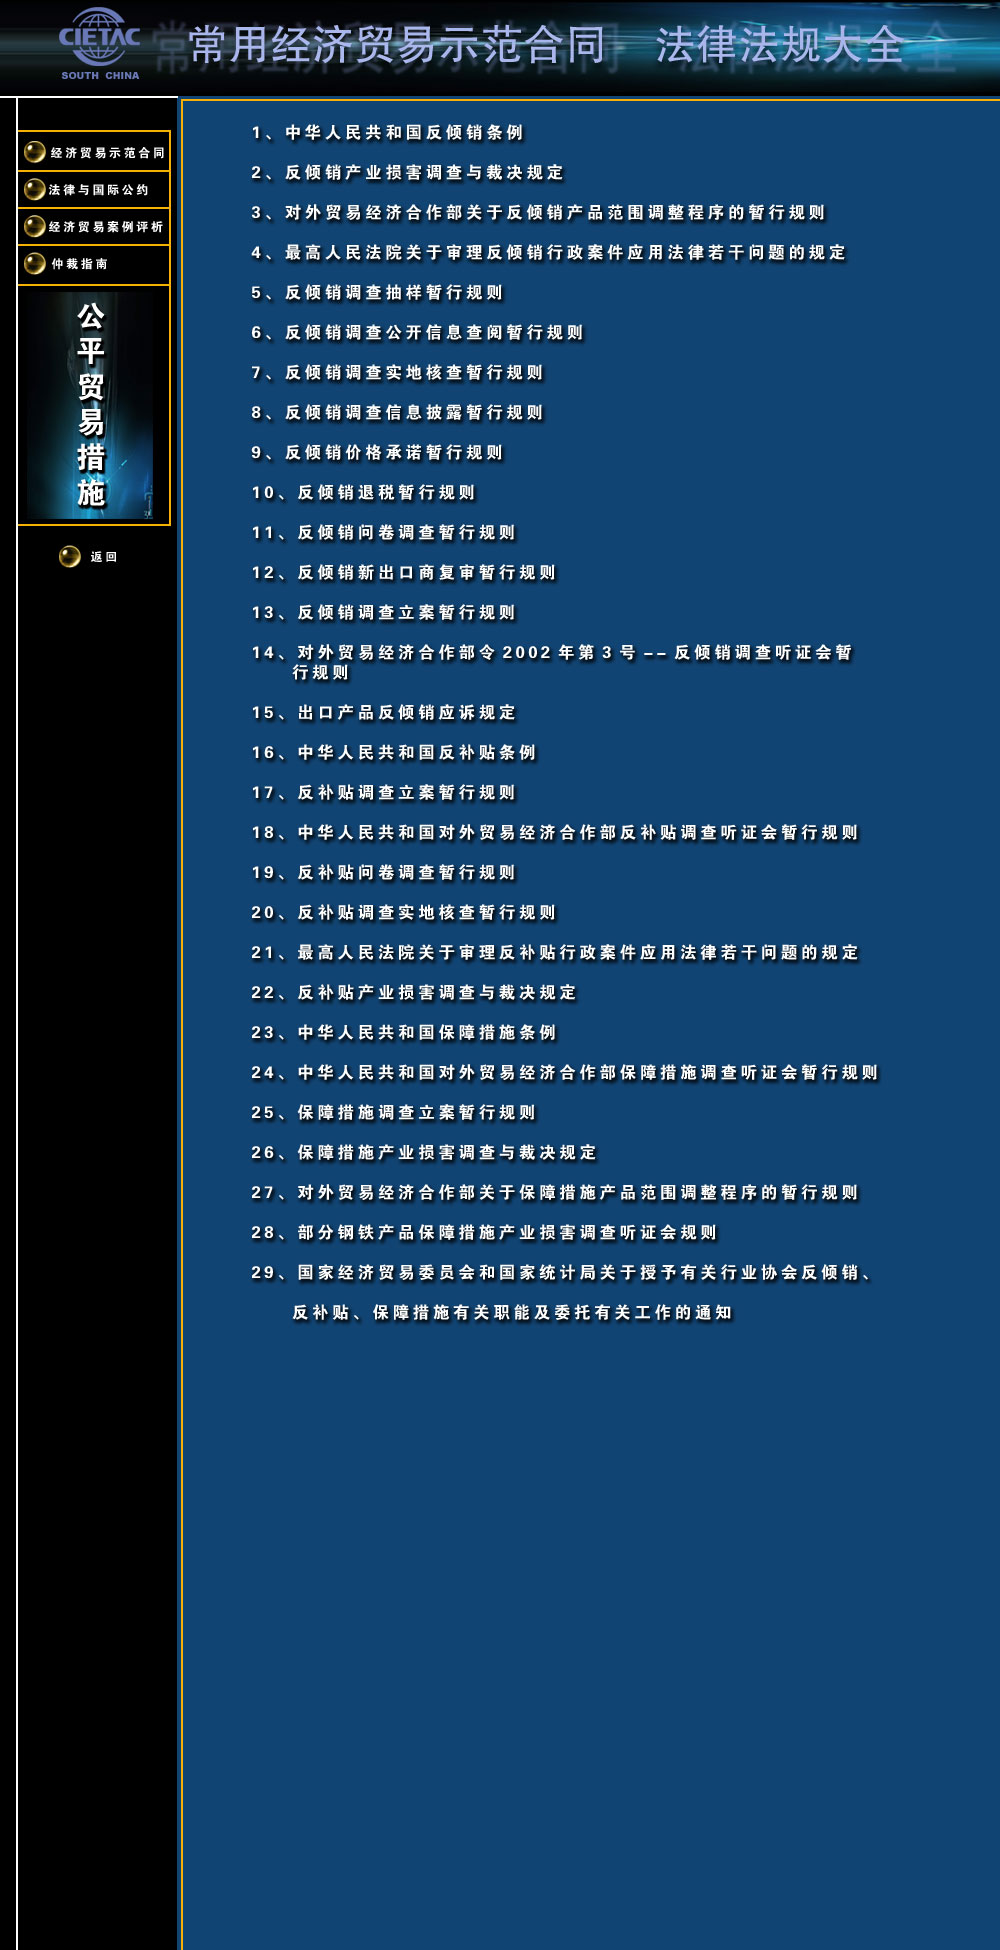 CIETAC
SOUTH CHINA
常用经济贸易示范合同 法律法规大全
经济贸易示范合同
法律与国际公约
经济贸易案例评析
仲裁指南
公平贸易措施
返回
1、中华人民共和国反倾销条例
2、反倾销产业损害调查与裁决规定
3、对外贸易经济合作部关于反倾销产品范围调整程序的暂行规则
4、最高人民法院关于审理反倾销行政案件应用法律若干问题的规定
5、反倾销调查抽样暂行规则
6、反倾销调查公开信息查阅暂行规则
7、反倾销调查实地核查暂行规则
8、反倾销调查信息披露暂行规则
9、反倾销价格承诺暂行规则
10、反倾销退税暂行规则
11、反倾销问卷调查暂行规则
12、反倾销新出口商复审暂行规则
13、反倾销调查立案暂行规则
14、对外贸易经济合作部令 2002 年第 3 号 -- 反倾销调查听证会暂
行规则
15、出口产品反倾销应诉规定
16、中华人民共和国反补贴条例
17、反补贴调查立案暂行规则
18、中华人民共和国对外贸易经济合作部反补贴调查听证会暂行规则
19、反补贴问卷调查暂行规则
20、反补贴调查实地核查暂行规则
21、最高人民法院关于审理反补贴行政案件应用法律若干问题的规定
22、反补贴产业损害调查与裁决规定
23、中华人民共和国保障措施条例
24、中华人民共和国对外贸易经济合作部保障措施调查听证会暂行规则
25、保障措施调查立案暂行规则
26、保障措施产业损害调查与裁决规定
27、对外贸易经济合作部关于保障措施产品范围调整程序的暂行规则
28、部分钢铁产品保障措施产业损害调查听证会规则
29、国家经济贸易委员会和国家统计局关于授予有关行业协会反倾销、
反补贴、保障措施有关职能及委托有关工作的通知